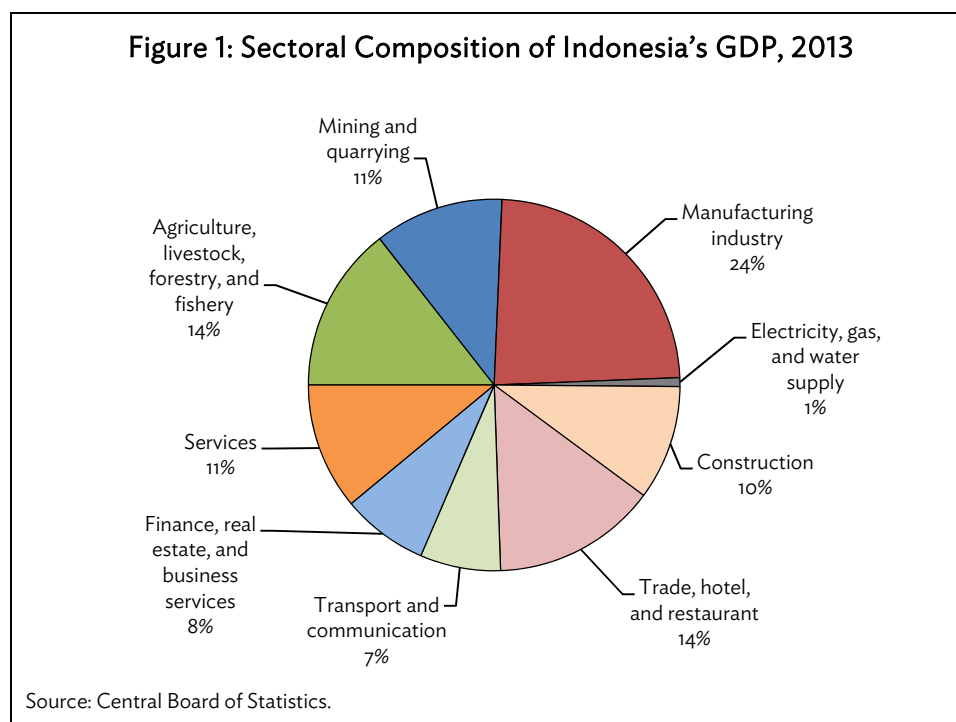 Figure 1: Sectoral Composition of Indonesia’s GDP, 2013
Mining and
quarrying
11%
Manufacturing
industry
24%
Agriculture,
livestock,
forestry, and
fishery
14%
Electricity, gas,
and water
supply
1%
Services
11%
Construction
10%
Finance, real
estate, and
business
services
8%
Transport and
communication
7%
Trade, hotel,
and restaurant
14%
Source: Central Board of Statistics.